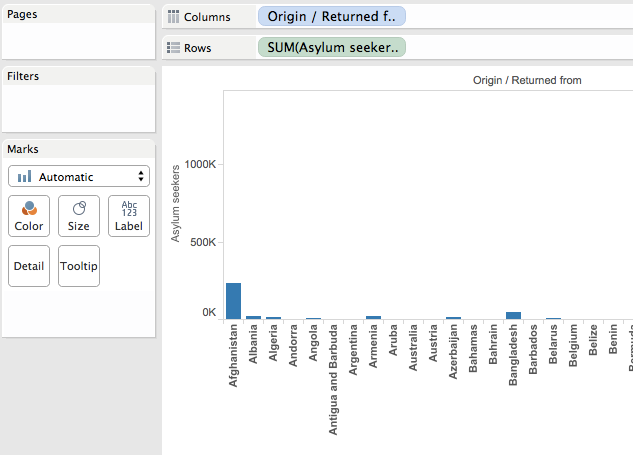 Pages
Columns
Origin / Returned f..
Rows
SUM(Asylum seeker..
Filters
Marks
Automatic
Color
Size
Abc
123
Label
Detail
Tooltip
Origin / Returned from
Asylum seekers
1000K
500K
0K
Afghanistan
Albania
Algeria
Andorra
Angola
Antigua and Barbuda
Argentina
Armenia
Aruba
Australia
Austria
Azerbaijan
Bahamas
Bahrain
Bangladesh
Barbados
Belarus
Belgium
Belize
Benin